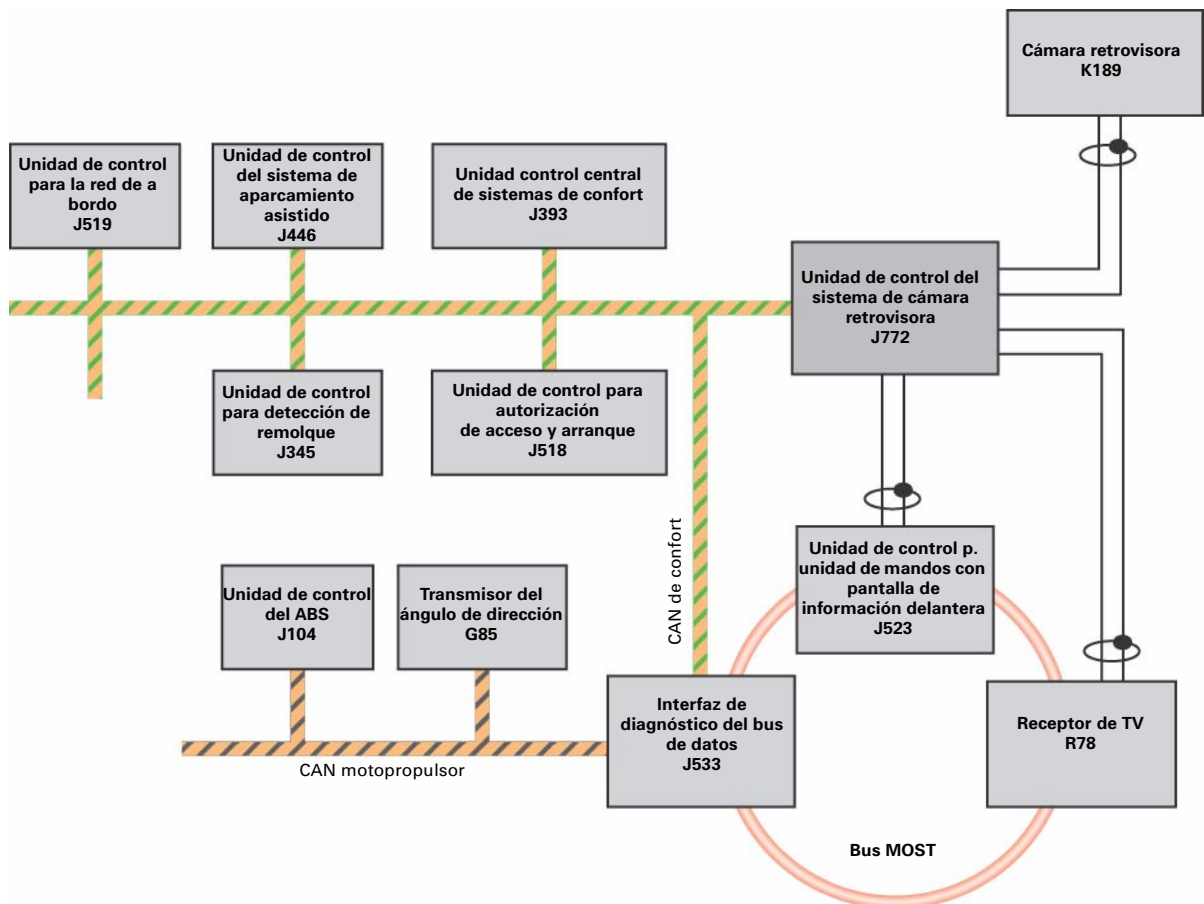 Cámara retrovisora
K189
Unidad de control
para la red de a
bordo
J519
Unidad de control
del sistema de
aparcamiento
asistido
J446
Unidad control central
de sistemas de confort
J393
Unidad de control del
sistema de cámara
retrovisora
J772
Unidad de control
para detección de
remolque
J345
Unidad de control para
autorización
de acceso y arranque
J518
CAN de confort
Unidad de control p.
unidad de mandos con
pantalla de
información delantera
J523
Unidad de control
del ABS
J104
Transmisor del
ángulo de dirección
G85
Interfaz de
diagnóstico del bus
de datos
J533
Receptor de TV
R78
CAN motopropulsor
Bus MOST